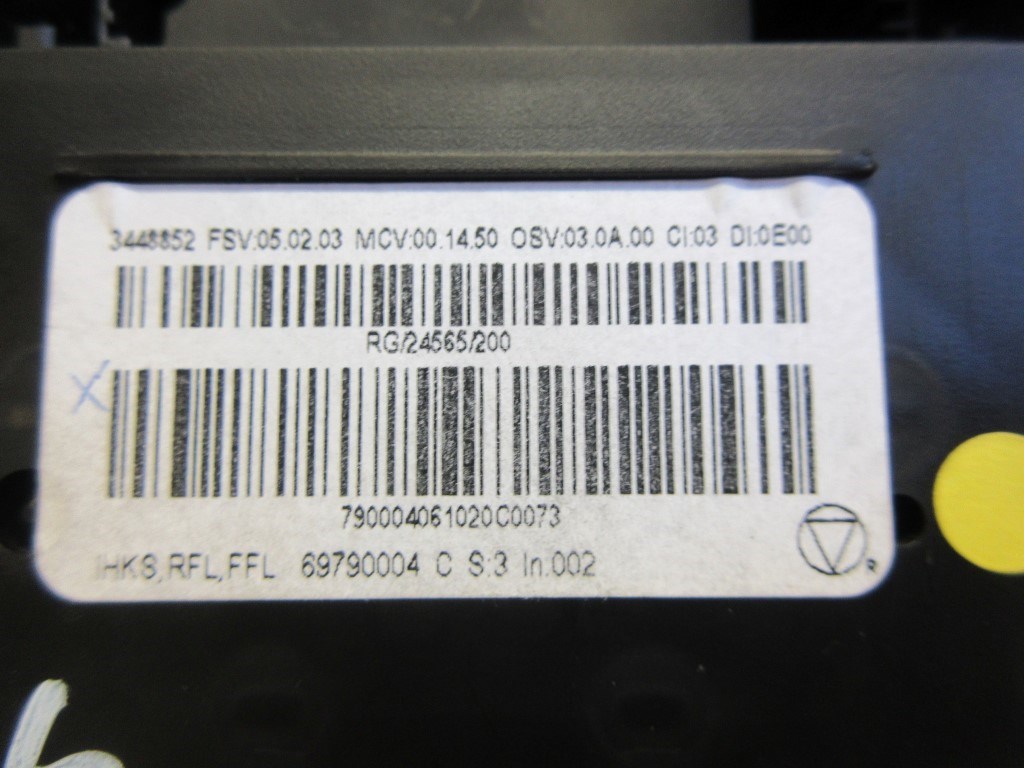 3448852 FSV:05.02.03 MCV:00.14.50 OSV:03.0A.00 CI:03 DI:0E00
RG/24565/200
X
790004061020C0073
IHKS,RFL,FFL 69790004 C S:3 In.002
R